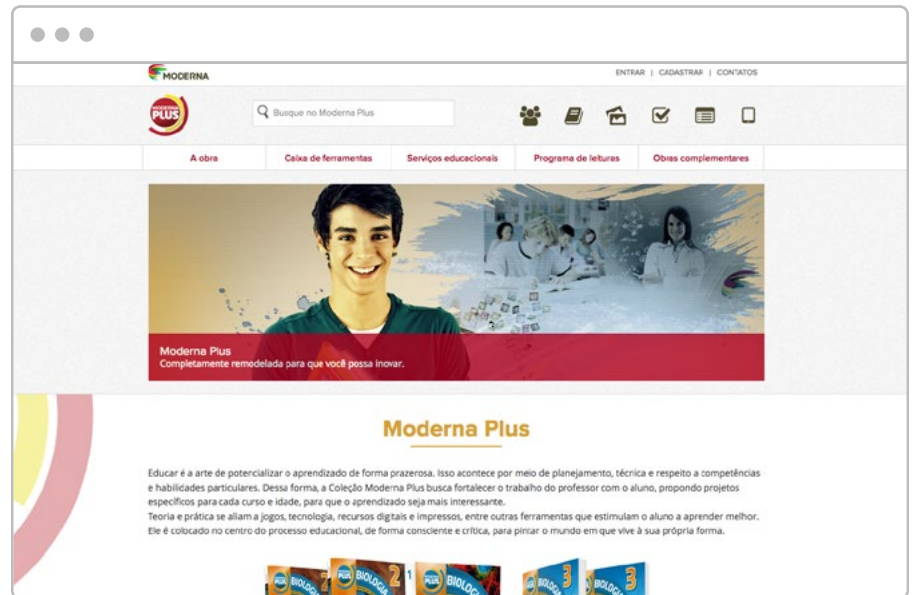 MODERNA
ENTRAR | CADASTRAR | CONTATOS
MODERNA
PLUS
Busque no Moderna Plus
A obra
Caixa de ferramentas
Serviços educacionais
Programa de leituras
Obras complementares
Moderna Plus
Completamente remodelada para que você possa inovar.
Moderna Plus
Educar é a arte de potencializar o aprendizado de forma prazerosa. Isso acontece por meio de planejamento, técnica e respeito a competências
e habilidades particulares. Dessa forma, a Coleção Moderna Plus busca fortalecer o trabalho do professor com o aluno, propondo projetos
específicos para cada curso e idade, para que o aprendizado seja mais interessante.
Teoria e prática se aliam a jogos, tecnologia, recursos digitais e impressos, entre outras ferramentas que estimulam o aluno a aprender melhor.
Ele é colocado no centro do processo educacional, de forma consciente e crítica, para pintar o mundo em que vive à sua própria forma.
PLUS BIOLOGIA 2
PLUS BIOLOGIA 2
1
PLUS BIOLOGIA
PLUS BIOLOGIA 3
PLUS BIOLOGIA 3